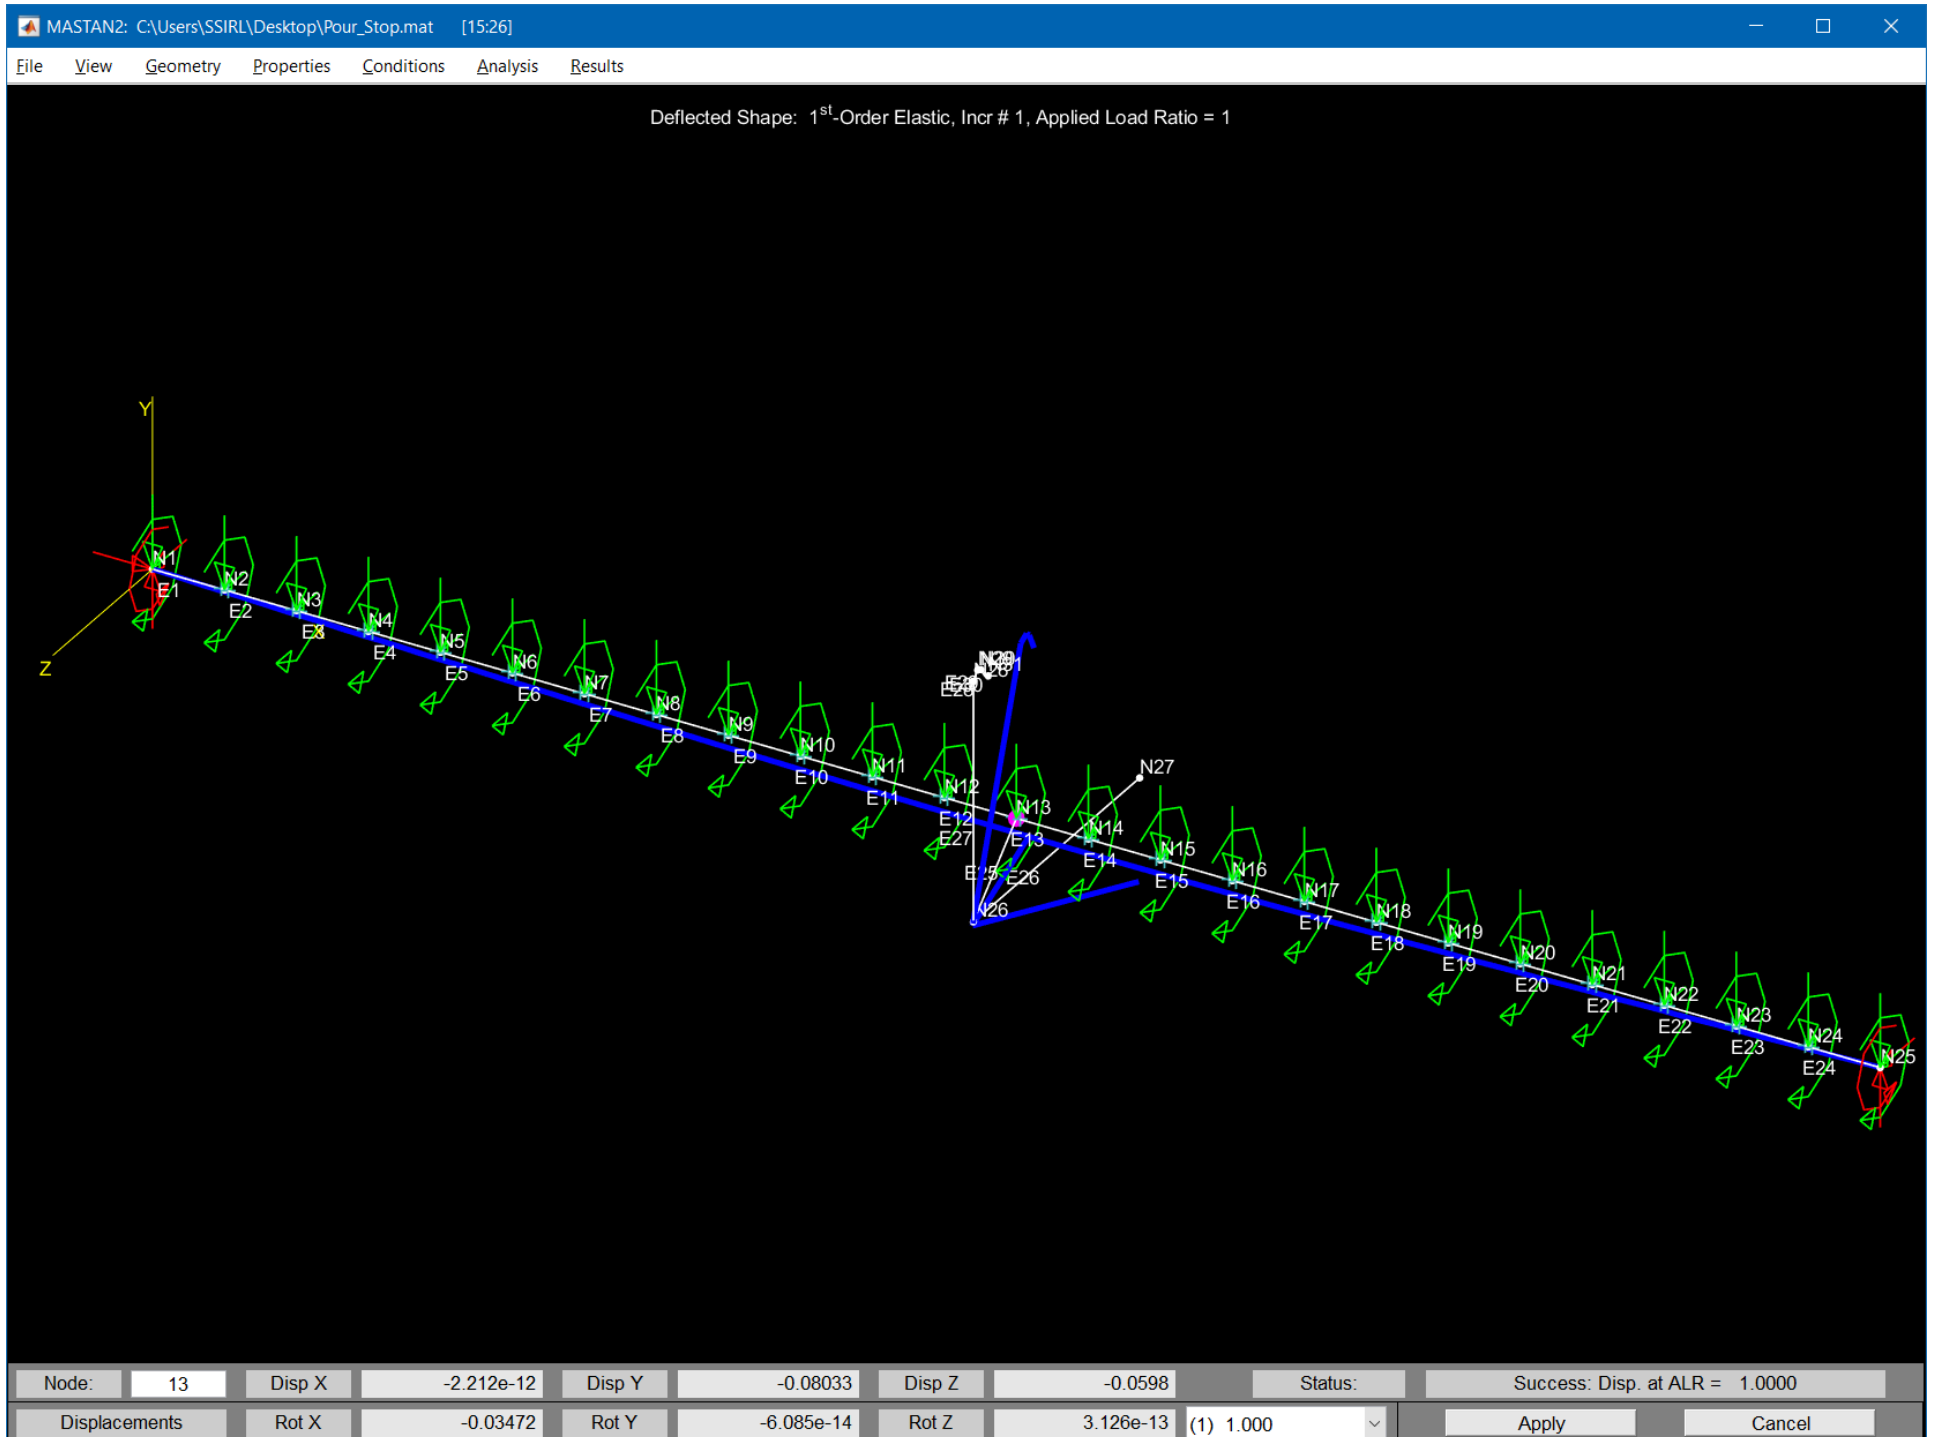 MASTAN2: C:\Users\SSIRL\Desktop\Pour_Stop.mat [15:26]
File View Geometry Properties Conditions Analysis Results
Deflected Shape: 1st-Order Elastic, Incr # 1, Applied Load Ratio = 1
Y
Z
X
N1
E1
N2
E2
N3
E3
N4
E4
N5
E5
N6
E6
N7
E7
N8
E8
N9
E9
N10
E10
N11
E11
N12
E12
E27
N13
E13
E25
E26
N26
N27
N14
E14
N15
E15
N16
E16
N17
E17
N18
E18
N19
E19
N20
E20
N21
E21
N22
E22
N23
E23
N24
E24
N25
Node: 13 Disp X -2.212e-12 Disp Y -0.08033 Disp Z -0.0598 Status: Success: Disp. at ALR = 1.0000
Displacements Rot X -0.03472 Rot Y -6.085e-14 Rot Z 3.126e-13 (1) 1.000 Apply Cancel